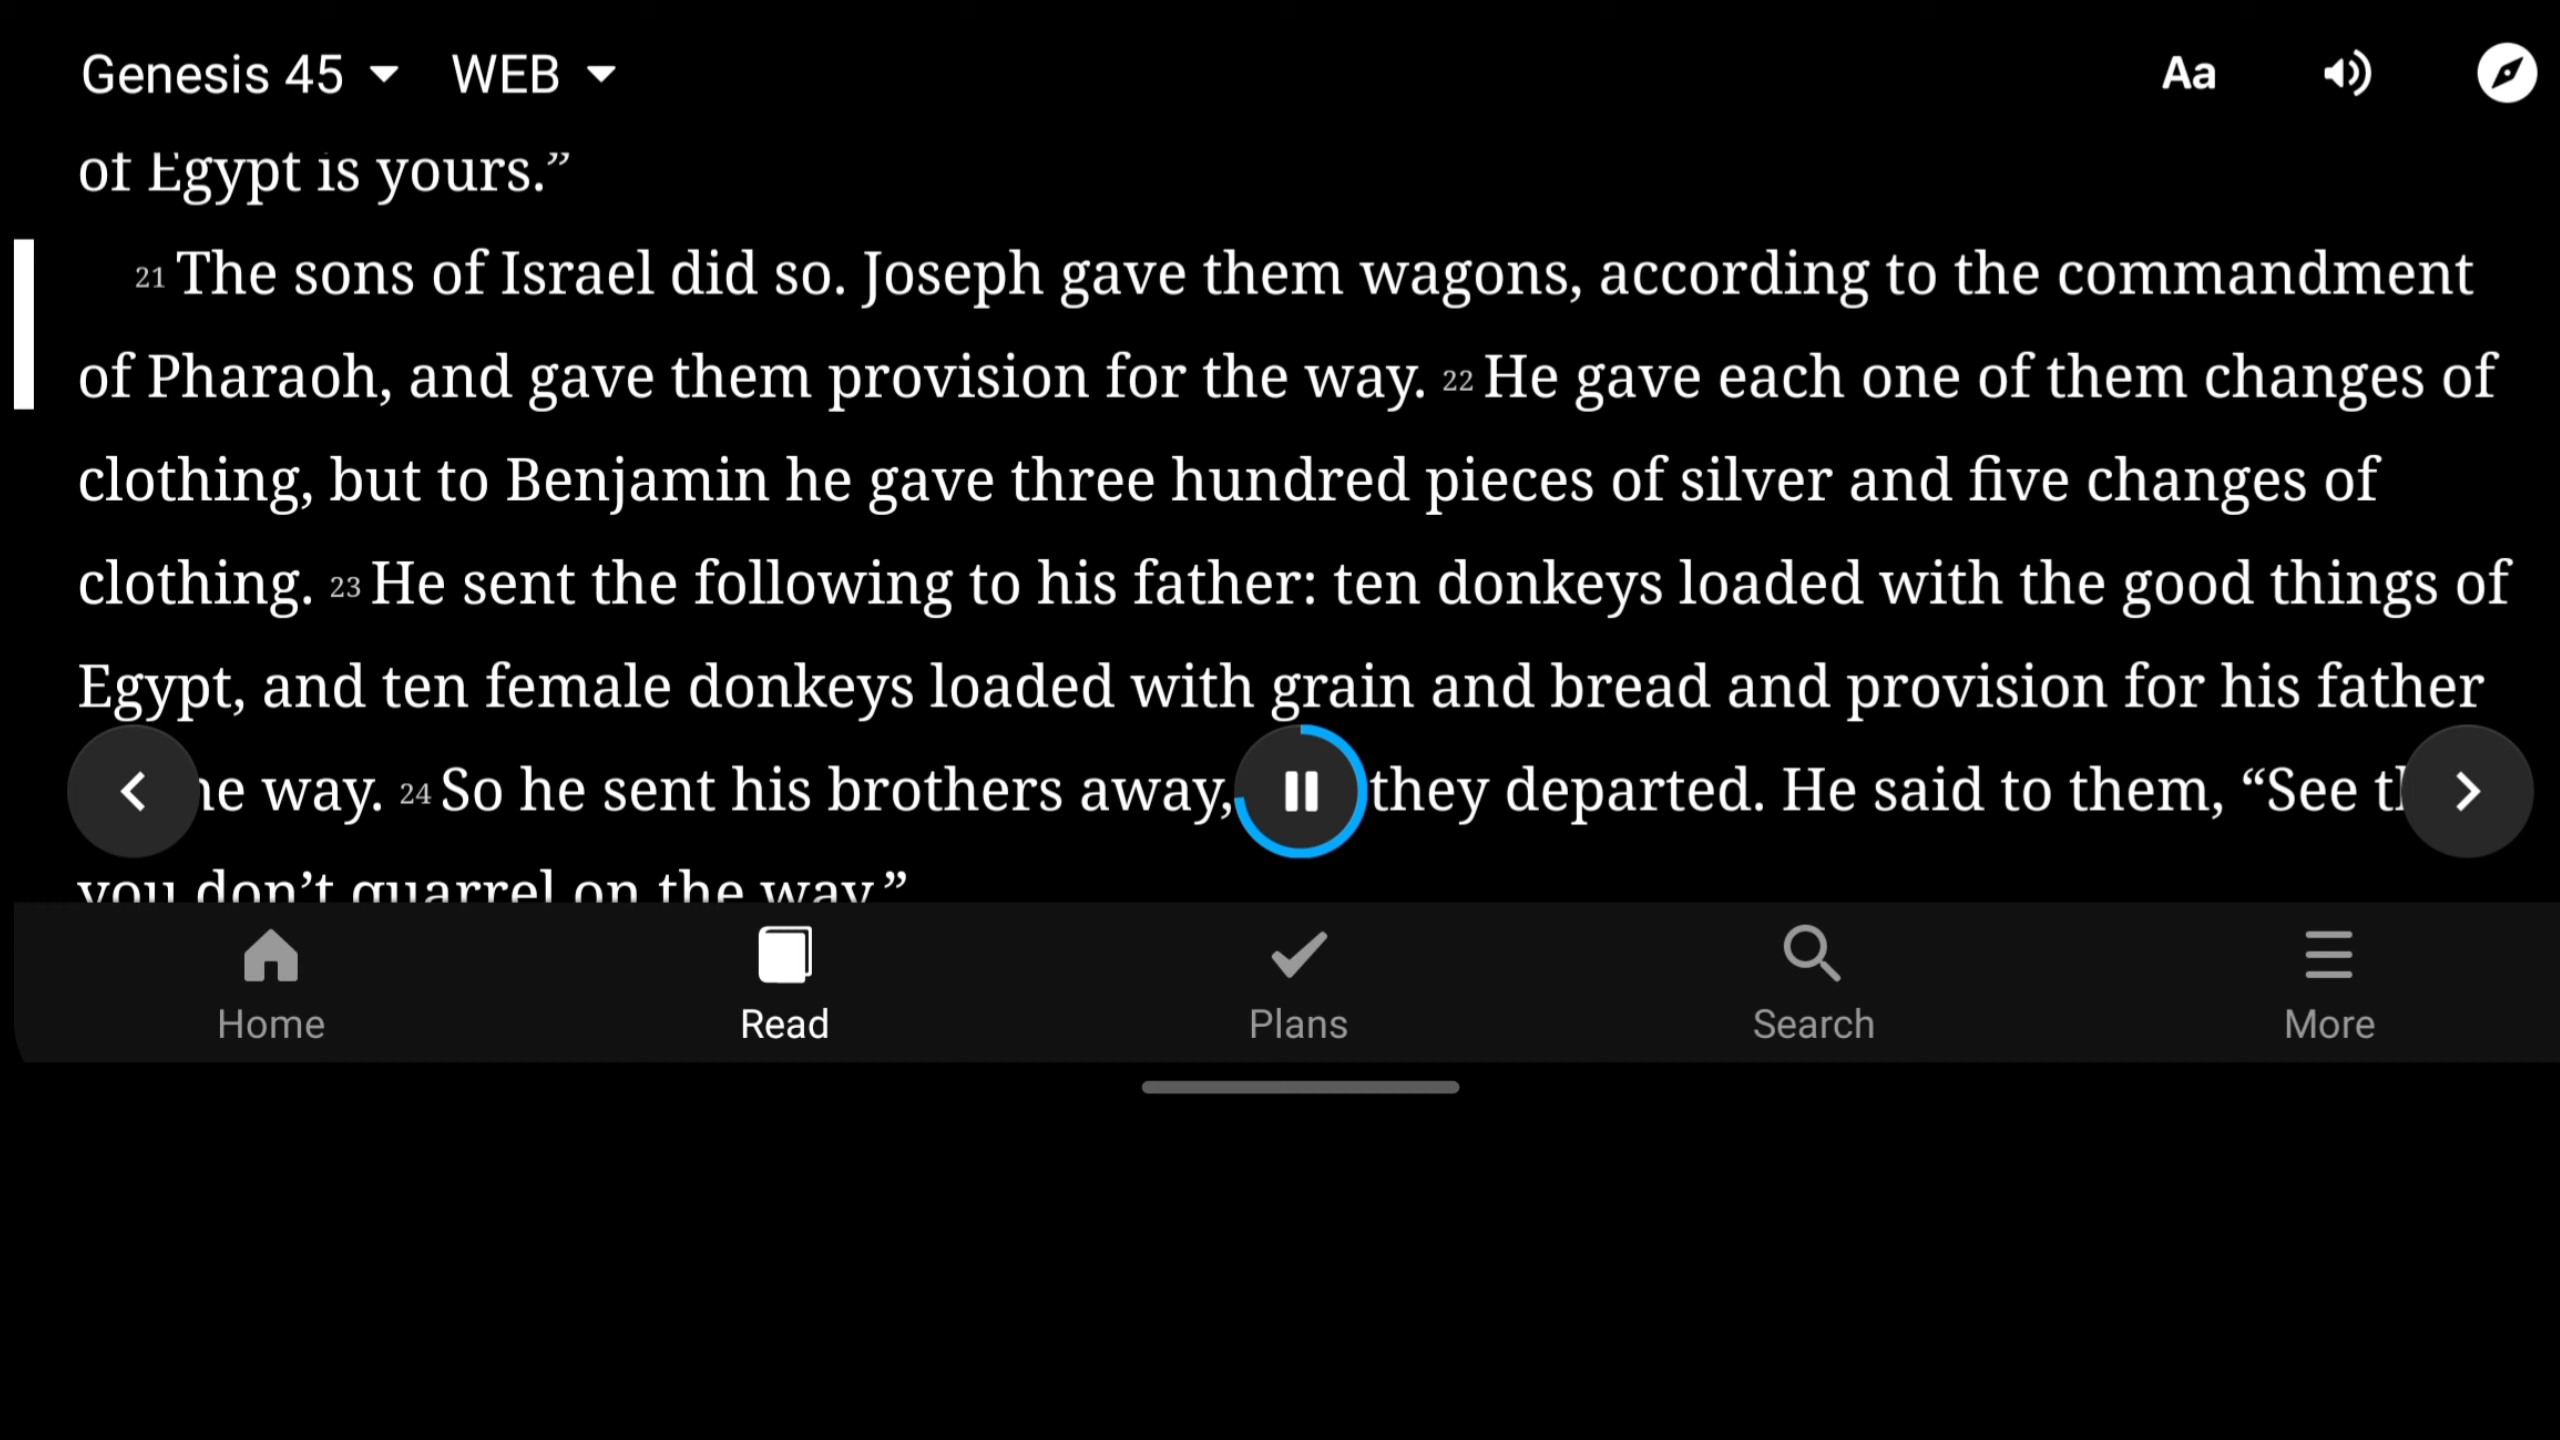 Genesis 45 WEB Aa
of Egypt is yours.”
21 The sons of Israel did so. Joseph gave them wagons, according to the commandment
of Pharaoh, and gave them provision for the way. 22 He gave each one of them changes of
clothing, but to Benjamin he gave three hundred pieces of silver and five changes of
clothing. 23 He sent the following to his father: ten donkeys loaded with the good things of
Egypt, and ten female donkeys loaded with grain and bread and provision for his father
way. 24 So he sent his brothers away, they departed. He said to them, “See
you don’t quarrel on the way.”
Home Read Plans Search More